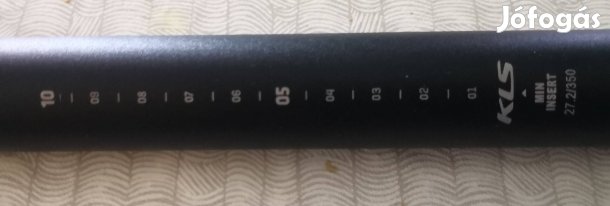 Jófogás
10 - 09 - 08 - 07 - 06 - 05 - 04 - 03 - 02 - 01
KLS
MIN
INSERT
27.2/350